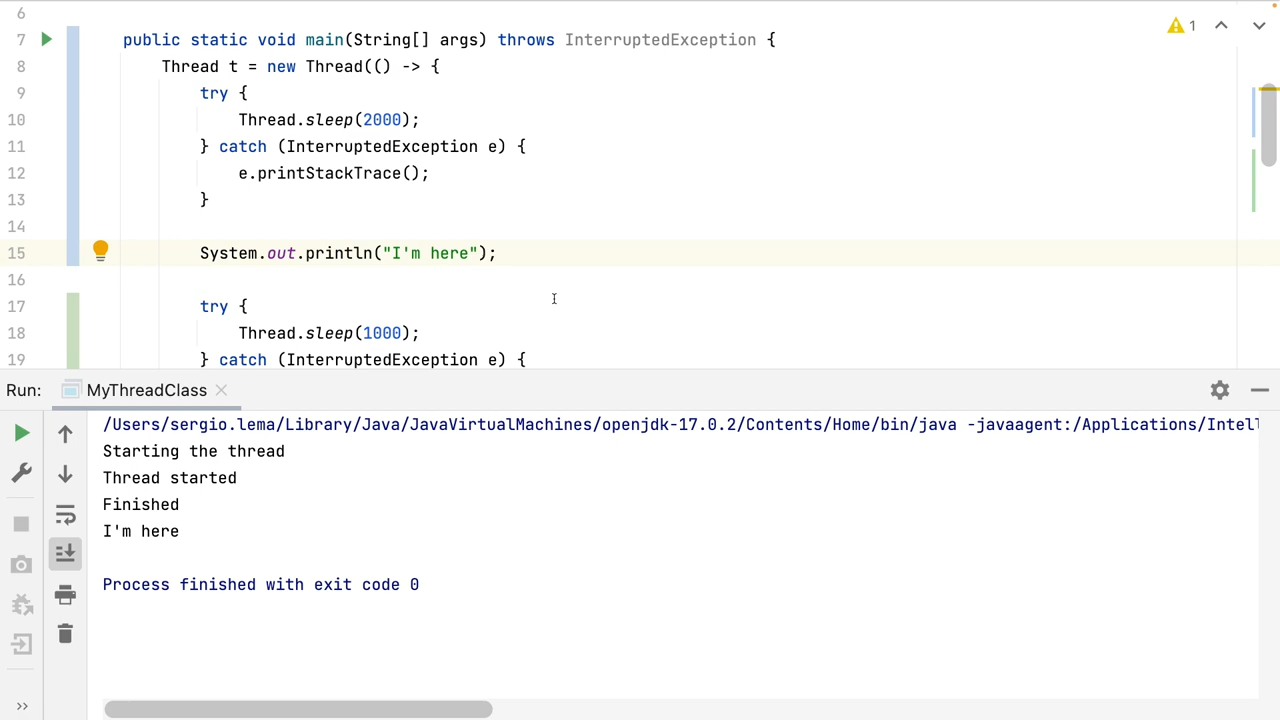 6
7 public static void main(String[] args) throws InterruptedException {
1
8 Thread t = new Thread(() -> {
9 try {
10 Thread.sleep(2000);
11 } catch (InterruptedException e) {
12 e.printStackTrace();
13 }
14
15 System.out.println("I'm here");
16
17 try {
18 Thread.sleep(1000);
19 } catch (InterruptedException e) {
Run: MyThreadClass
/Users/sergio.lema/Library/Java/JavaVirtualMachines/openjdk-17.0.2/Contents/Home/bin/java -javaagent:/Applications/Intell
Starting the thread
Thread started
Finished
I'm here
Process finished with exit code 0